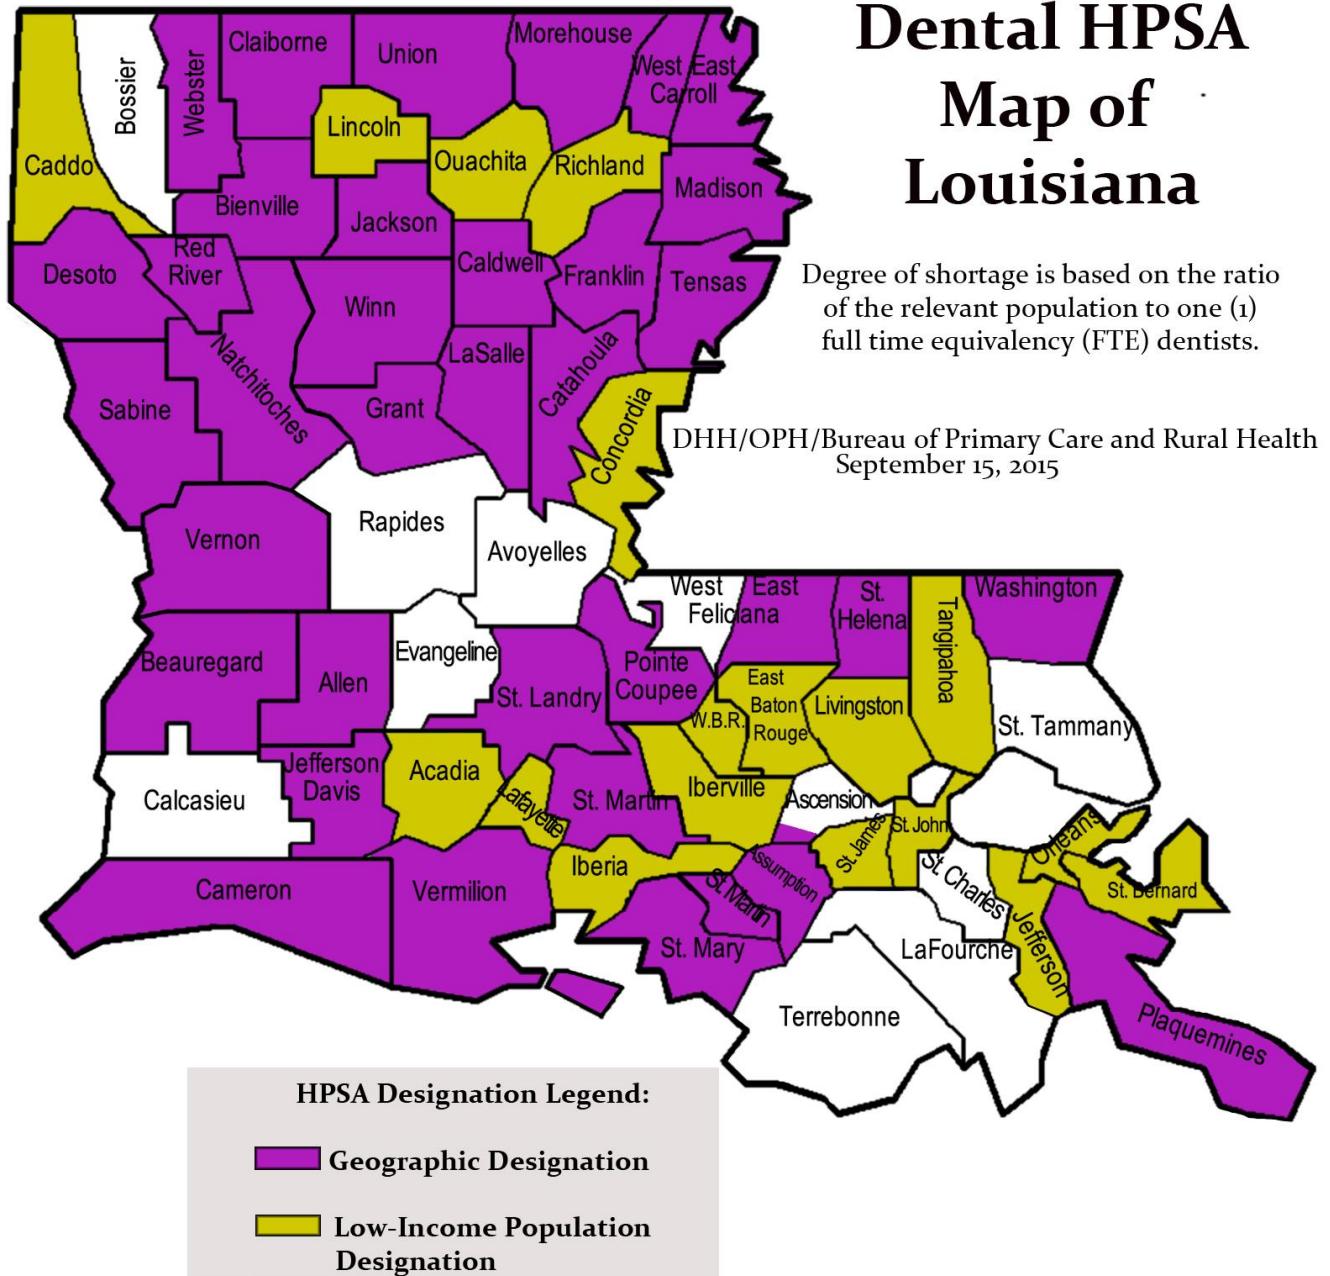 Dental HPSA
Map of
Louisiana
Degree of shortage is based on the ratio
of the relevant population to one (1)
full time equivalency (FTE) dentists.
DHH/OPH/Bureau of Primary Care and Rural Health
September 15, 2015
Caddo
Bossier
Webster
Claiborne
Union
Morehouse
West
Carroll
East
Lincoln
Ouachita
Richland
Madison
Bienville
Jackson
Desoto
Red
River
Caldwell
Franklin
Tensas
Winn
Natchitoches
LaSalle
Catahoula
Sabine
Grant
Concordia
Vernon
Rapides
Avoyelles
West
Feliciana
East
St.
Helena
Tangipahoa
Washington
Beauregard
Allen
Evangeline
St. Landry
Pointe
Coupee
W.B.R.
East
Baton
Rouge
Livingston
St. Tammany
Calcasieu
Jefferson
Davis
Acadia
Lafayette
St. Martin
Iberville
Ascension
St. James
St. John
Orleans
St. Bernard
Cameron
Vermilion
Iberia
St. Martin
Assumption
St. Charles
Jefferson
St. Mary
LaFourche
Terrebonne
Plaquemines
HPSA Designation Legend:
Geographic Designation
Low-Income Population
Designation